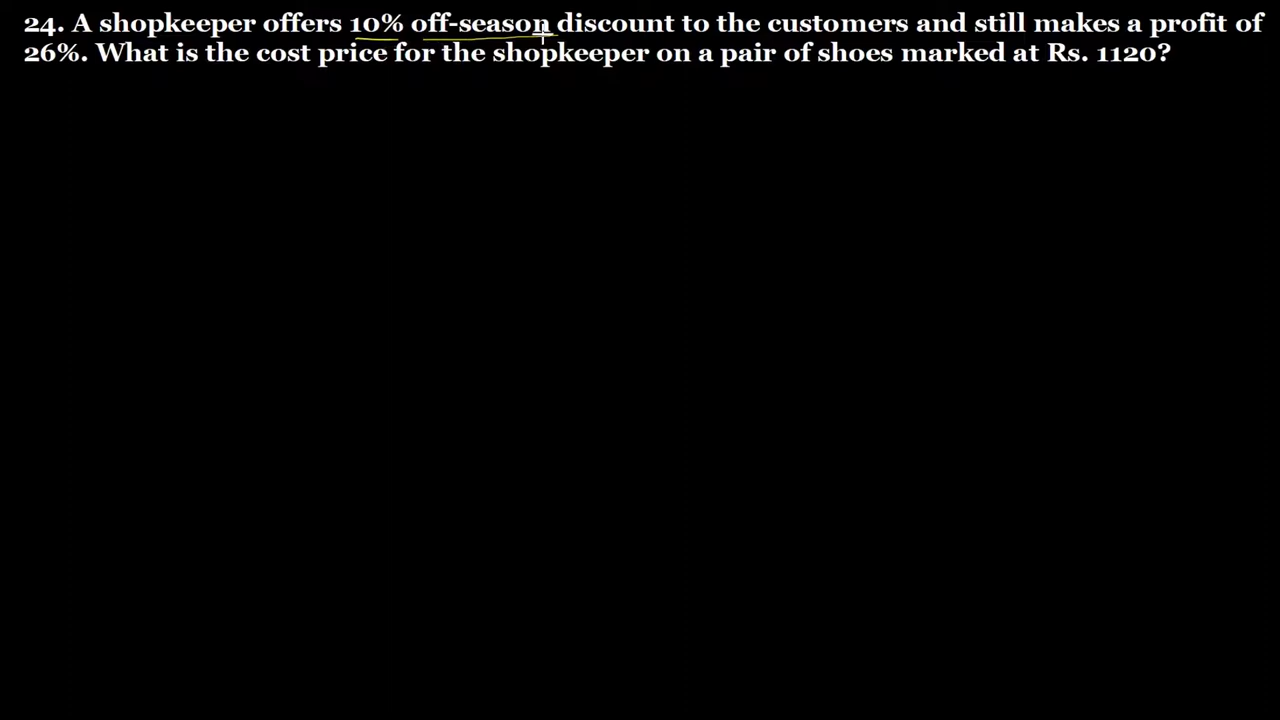 24. A shopkeeper offers 10% off-season discount to the customers and still makes a profit of
26%. What is the cost price for the shopkeeper on a pair of shoes marked at Rs. 1120?